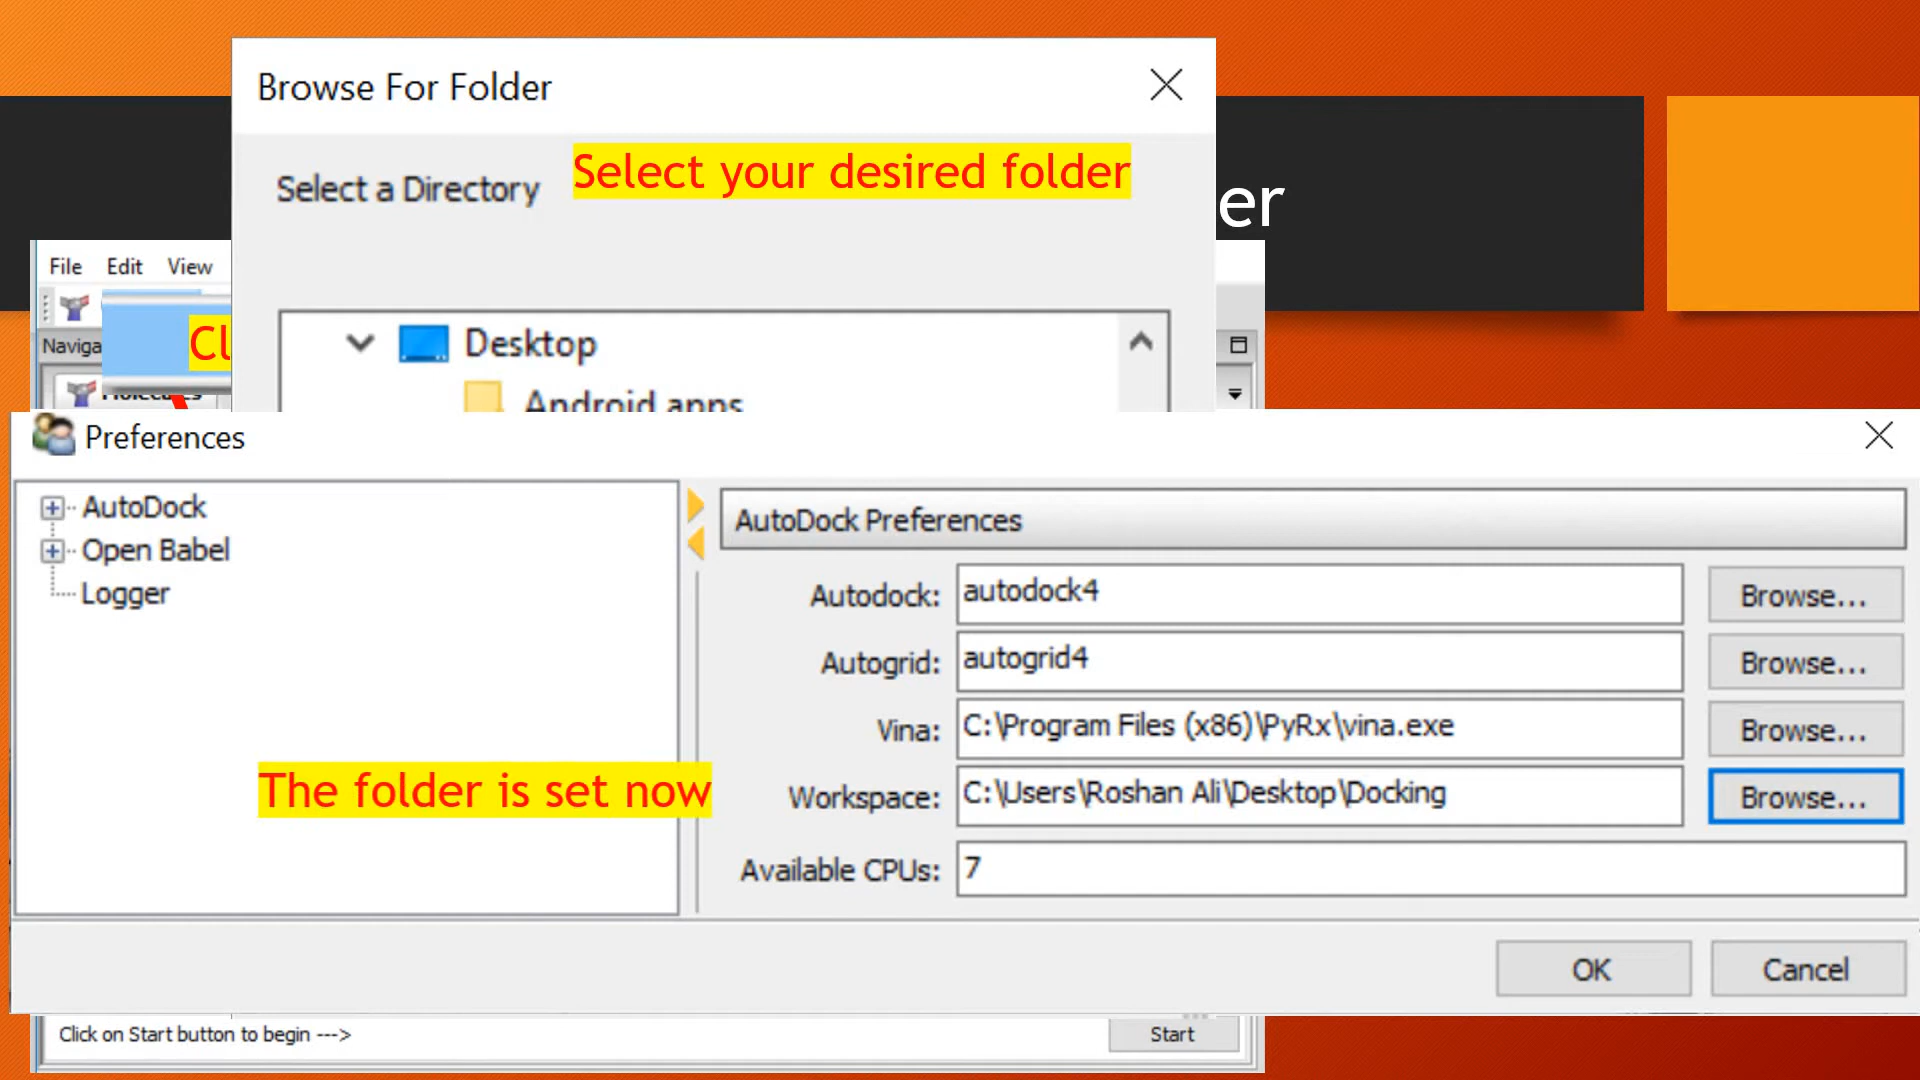 Browse For Folder
Select a Directory
Select your desired folder
er
File Edit View
Cl
Naviga
Desktop
Android apps
Molecules
Preferences
AutoDock
Open Babel
Logger
AutoDock Preferences
Autodock: autodock4 Browse...
Autogrid: autogrid4 Browse...
Vina: C:\Program Files (x86)\PyRx\vina.exe Browse...
The folder is set now
Workspace: C:\Users\Roshan Ali\Desktop\Docking Browse...
Available CPUs: 7
OK Cancel
Click on Start button to begin ---> Start